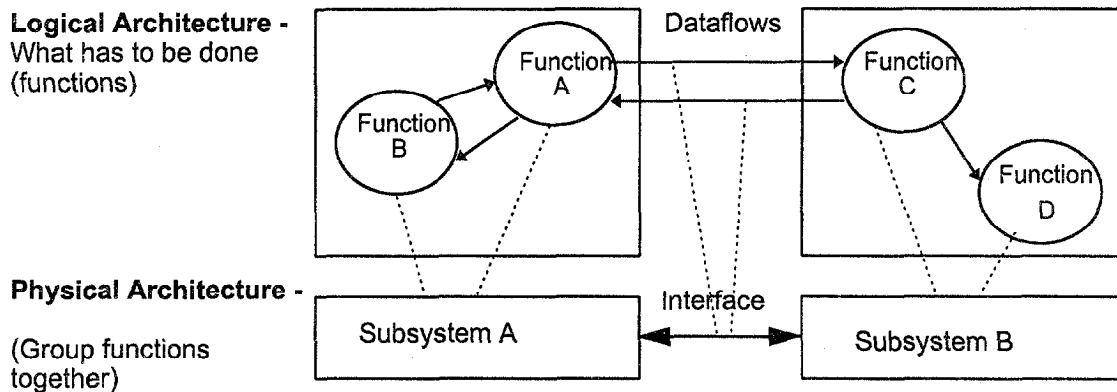 Logical Architecture -
What has to be done
(functions)
Function
A
Function
B
Dataflows
Function
C
Function
D
Physical Architecture -
(Group functions
together)
Subsystem A
Interface
Subsystem B